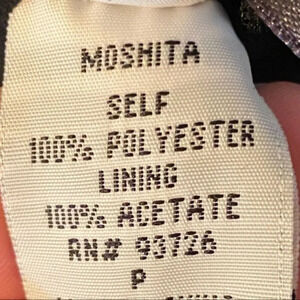 MOSHITA
SELF
100% POLYESTER
LINING
100% ACETATE
RN# 93726
P